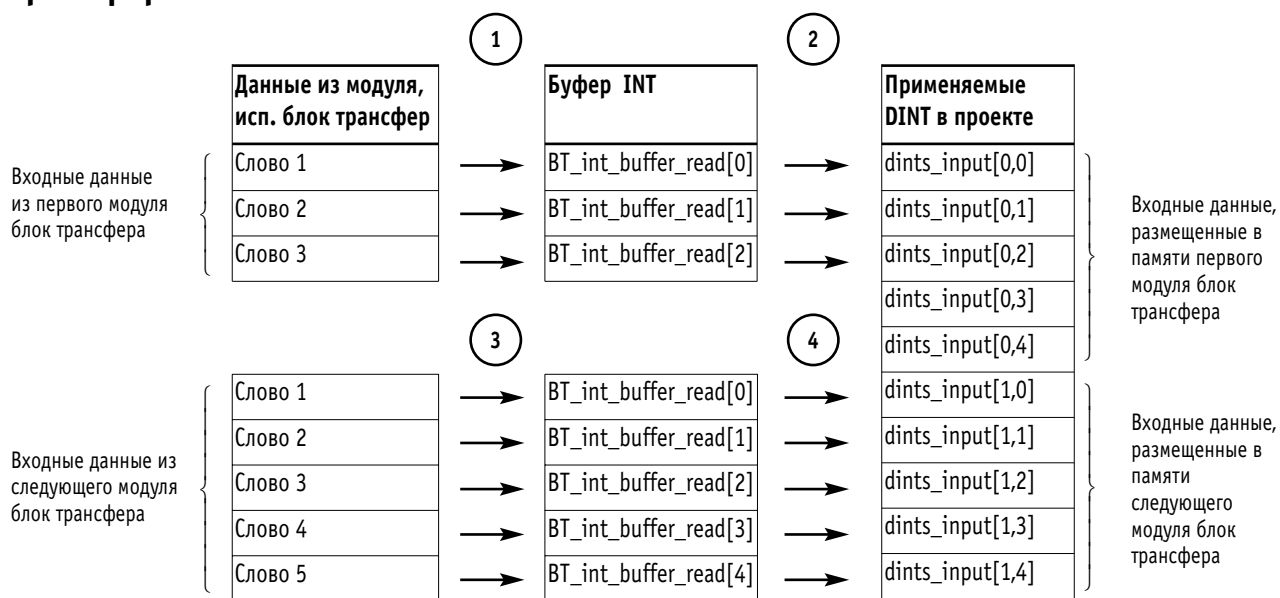 1
2
Данные из модуля,
исп. блок трансфер
Буфер INT
Применяемые
DINT в проекте
Входные данные
из первого модуля
блок трансфера
Слово 1
BT_int_buffer_read[0]
dints_input[0,0]
Слово 2
BT_int_buffer_read[1]
dints_input[0,1]
Слово 3
BT_int_buffer_read[2]
dints_input[0,2]
dints_input[0,3]
dints_input[0,4]
Входные данные,
размещенные в
памяти первого
модуля блок
трансфера
3
4
Входные данные из
следующего модуля
блок трансфера
Слово 1
BT_int_buffer_read[0]
dints_input[1,0]
Слово 2
BT_int_buffer_read[1]
dints_input[1,1]
Слово 3
BT_int_buffer_read[2]
dints_input[1,2]
Слово 4
BT_int_buffer_read[3]
dints_input[1,3]
Слово 5
BT_int_buffer_read[4]
dints_input[1,4]
Входные данные,
размещенные в
памяти
следующего
модуля блок
трансфера